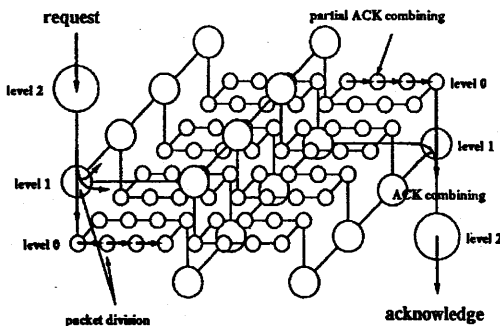 request
partial ACK combining
level 2
level 0
level 1
level 1
ACK combining
level 0
level 2
packet division
acknowledge